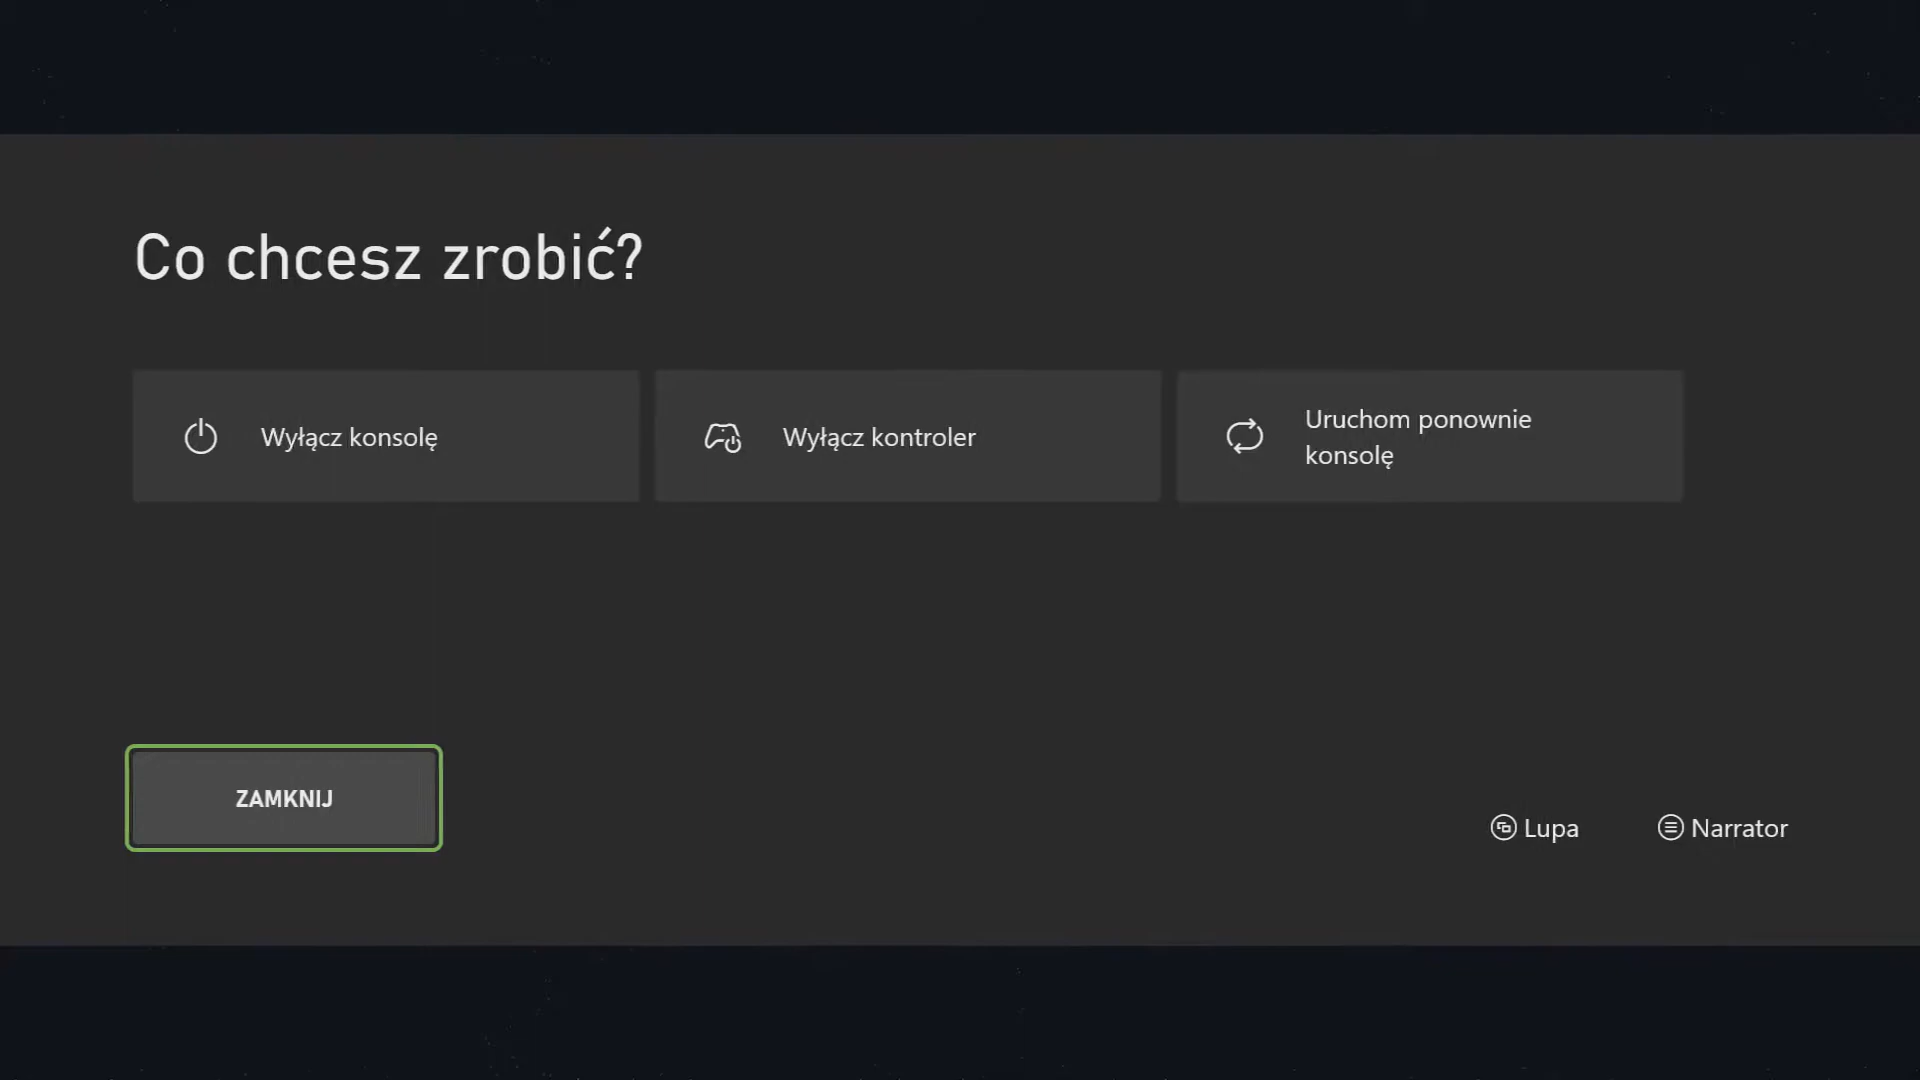 Co chcesz zrobić?
Wyłącz konsolę
Wyłącz kontroler
Uruchom ponownie
konsolę
ZAMKNIJ
Lupa
Narrator